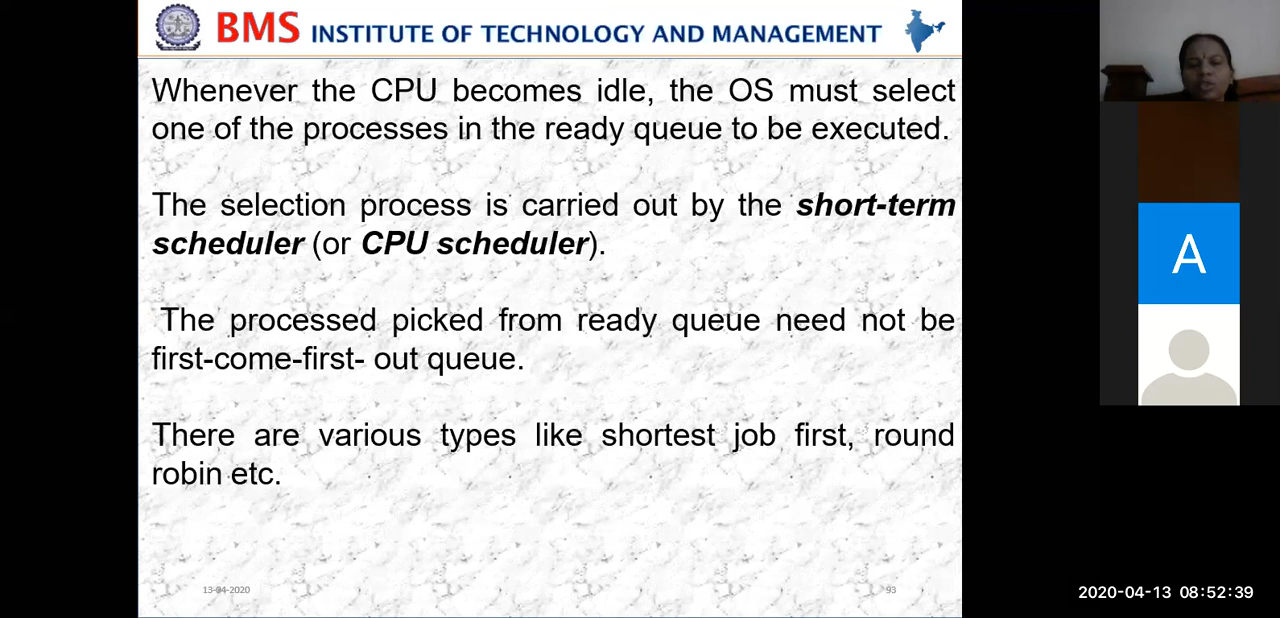 BMS INSTITUTE OF TECHNOLOGY AND MANAGEMENT
Whenever the CPU becomes idle, the OS must select
one of the processes in the ready queue to be executed.
The selection process is carried out by the short-term
scheduler (or CPU scheduler).
The processed picked from ready queue need not be
first-come-first- out queue.
There are various types like shortest job first, round
robin etc.
13-04-2020
93
A
2020-04-13 08:52:39